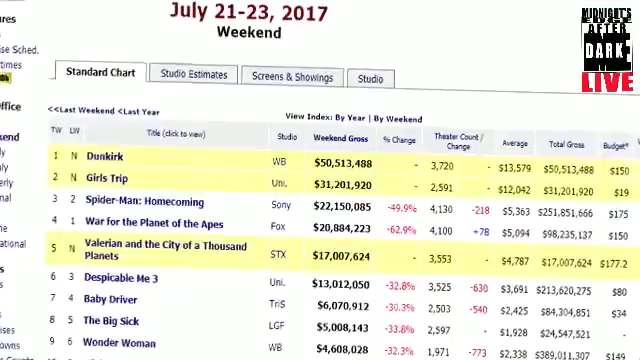 July 21-23, 2017
Weekend
MIDNIGHT'S
EDGE
AFTER
DARK
LIVE
ise Sched.
Standard Chart
Studio Estimates
Screens & Showings
Studio
<<Last Weekend <Last Year
View Index: By Year | By Weekend
TW LW Title (click to view) Studio Weekend Gross % Change Theater Count / Change Average Total Gross Budget*
1 N Dunkirk WB $50,513,488 - 3,720 - $13,579 $50,513,488 $150
2 N Girls Trip Uni. $31,201,920 - 2,591 - $12,042 $31,201,920 $19
3 2 Spider-Man: Homecoming Sony $22,150,085 -49.9% 4,130 -218 $5,363 $251,851,666 $175
4 1 War for the Planet of the Apes Fox $20,884,223 -62.9% 4,100 +78 $5,094 $98,235,137 $150
5 N Valerian and the City of a Thousand Planets STX $17,007,624 - 3,553 - $4,787 $17,007,624 $177.2
6 3 Despicable Me 3 Uni. $13,012,050 -32.8% 3,525 -630 $3,691 $213,620,275 $80
7 4 Baby Driver TriS $6,070,912 -30.3% 2,503 -540 $2,425 $84,304,851 $34
8 5 The Big Sick LGF $5,008,143 -33.8% 2,597 - $1,928 $24,547,521 -
9 6 Wonder Woman WB $4,608,028 -32.3% 1,971 -773 $2,338 $389,011,307 $149